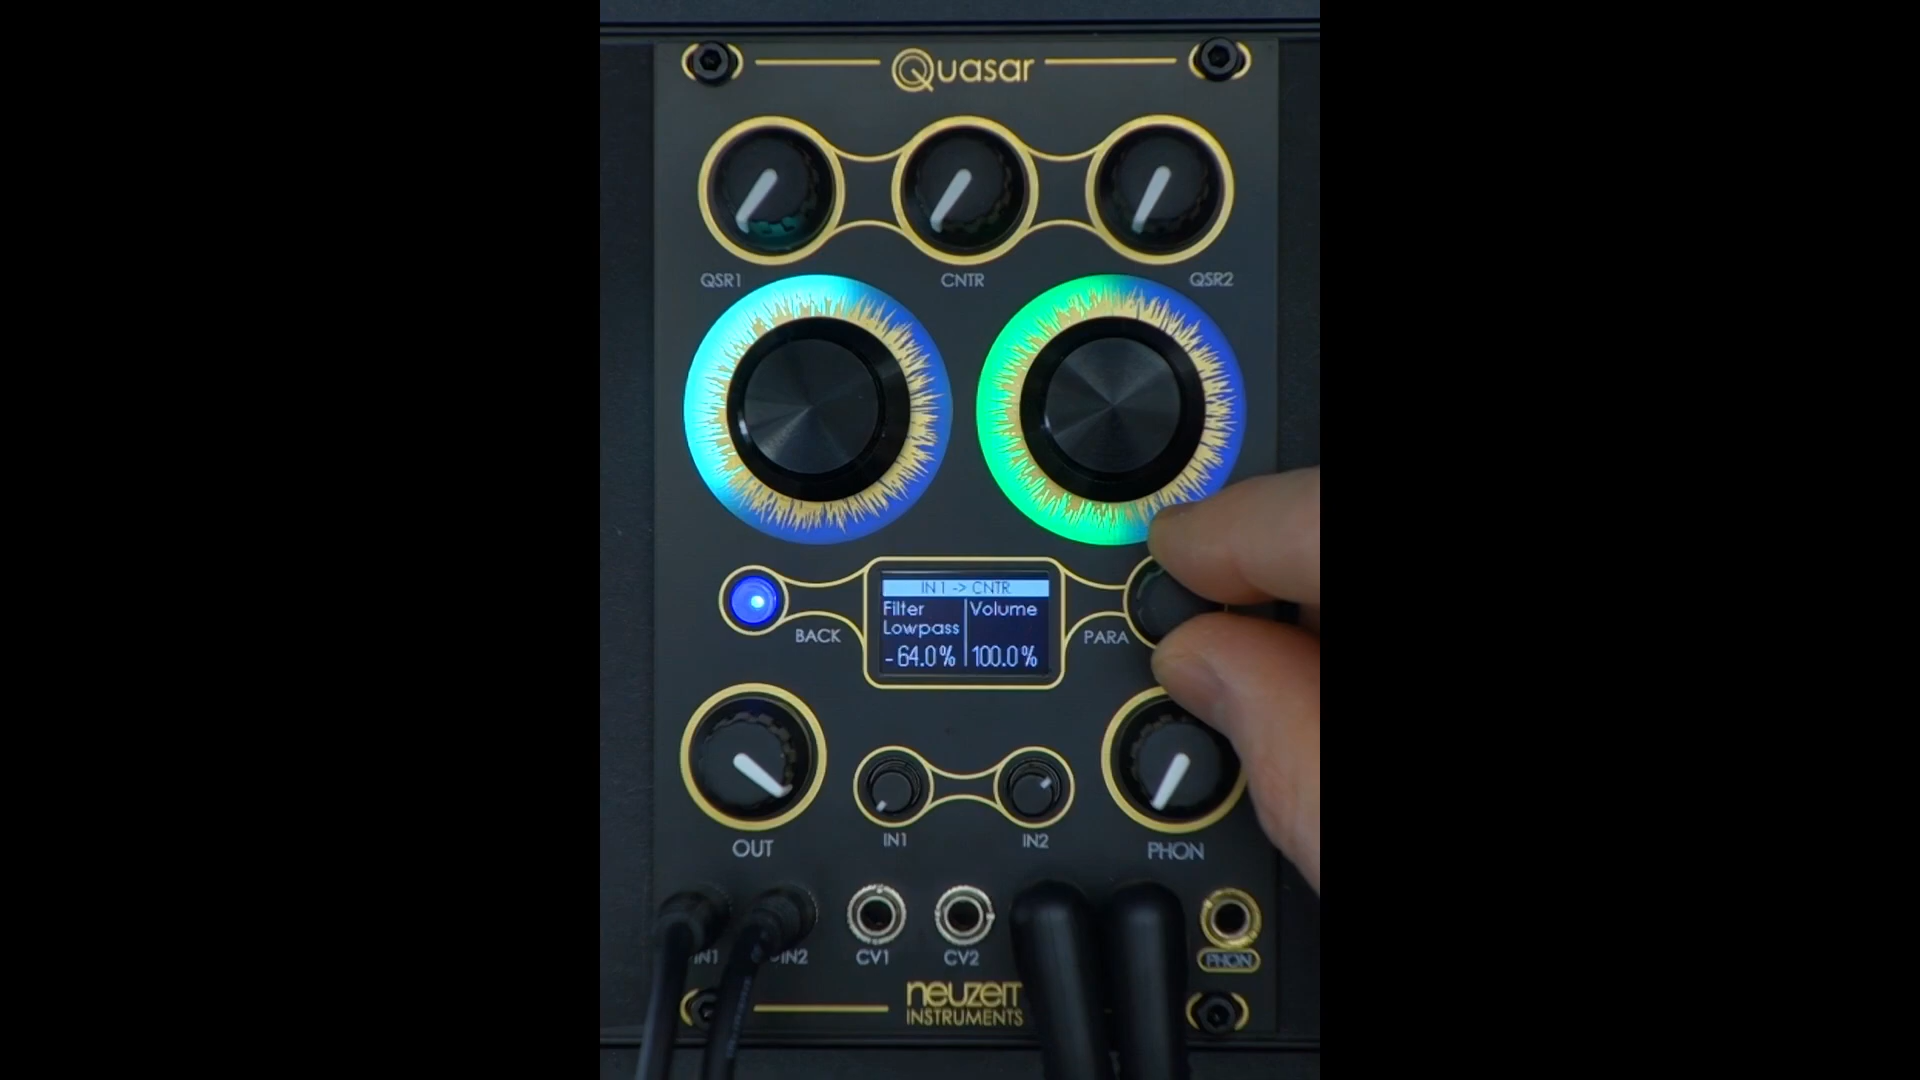 Quasar
QSR1
CNTR
QSR2
IN 1 -> CNTR
Filter
Lowpass
-64.0%
Volume
100.0%
BACK
PARA
OUT
IN1
IN2
PHON
IN1
IN2
CV1
CV2
PHON
neuzeit
INSTRUMENTS